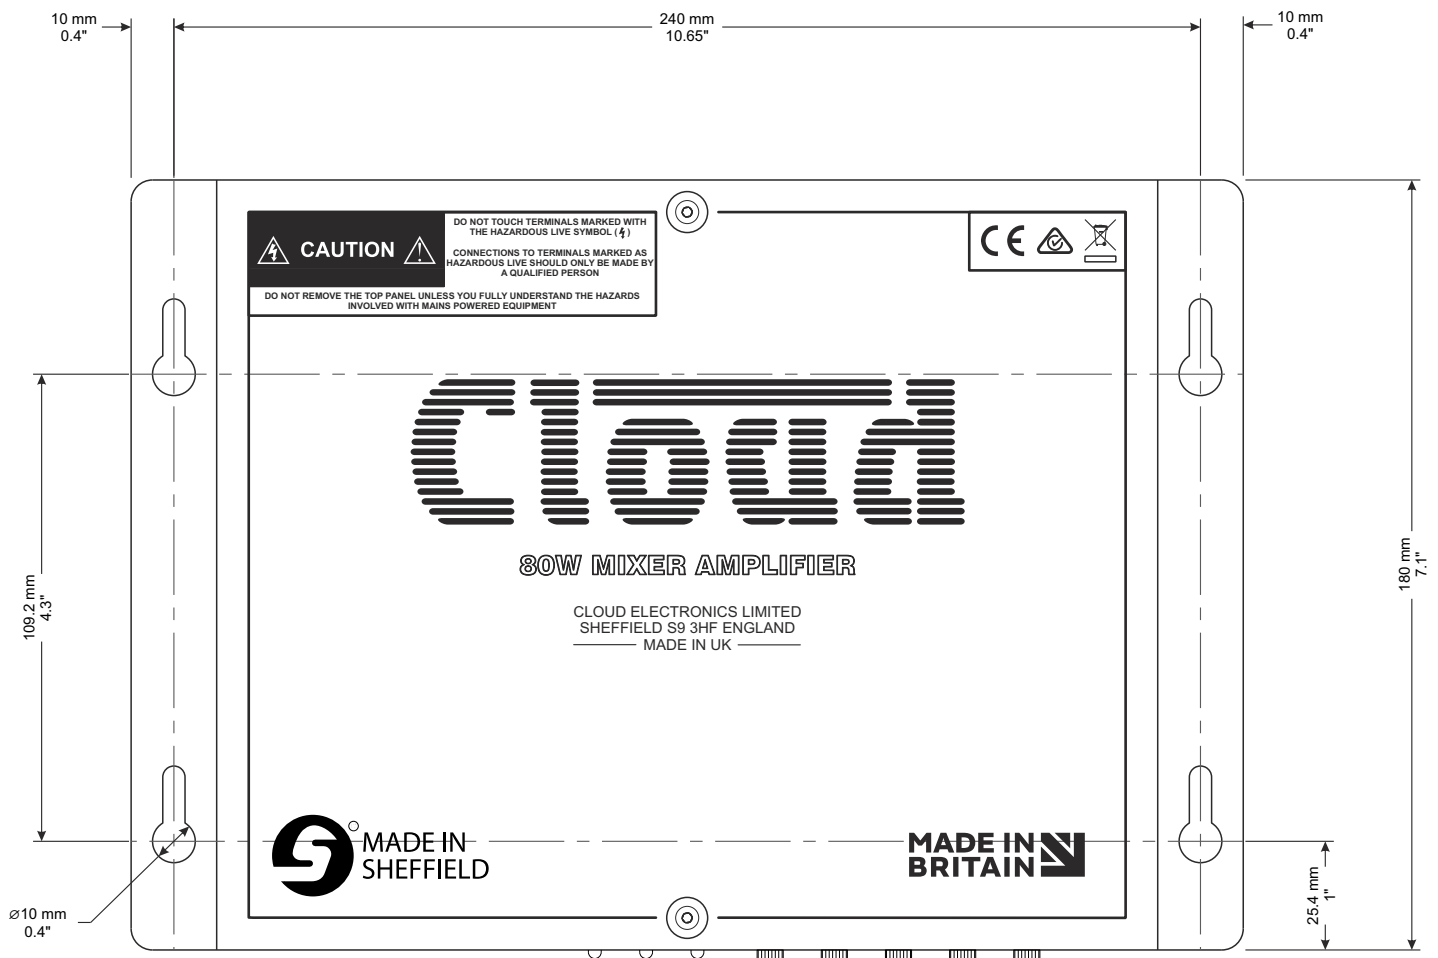 10 mm
0.4"
240 mm
10.65"
10 mm
0.4"
CAUTION
DO NOT TOUCH TERMINALS MARKED WITH
THE HAZARDOUS LIVE SYMBOL ( )
CONNECTIONS TO TERMINALS MARKED AS
HAZARDOUS LIVE SHOULD ONLY BE MADE BY
A QUALIFIED PERSON
DO NOT REMOVE THE TOP PANEL UNLESS YOU FULLY UNDERSTAND THE HAZARDS
INVOLVED WITH MAINS POWERED EQUIPMENT
CE
Cloud
80W MIXER AMPLIFIER
CLOUD ELECTRONICS LIMITED
SHEFFIELD S9 3HF ENGLAND
MADE IN UK
109.2 mm
4.3"
180 mm
7.1"
MADE IN
SHEFFIELD
MADE IN
BRITAIN
⌀10 mm
0.4"
25.4 mm
1"